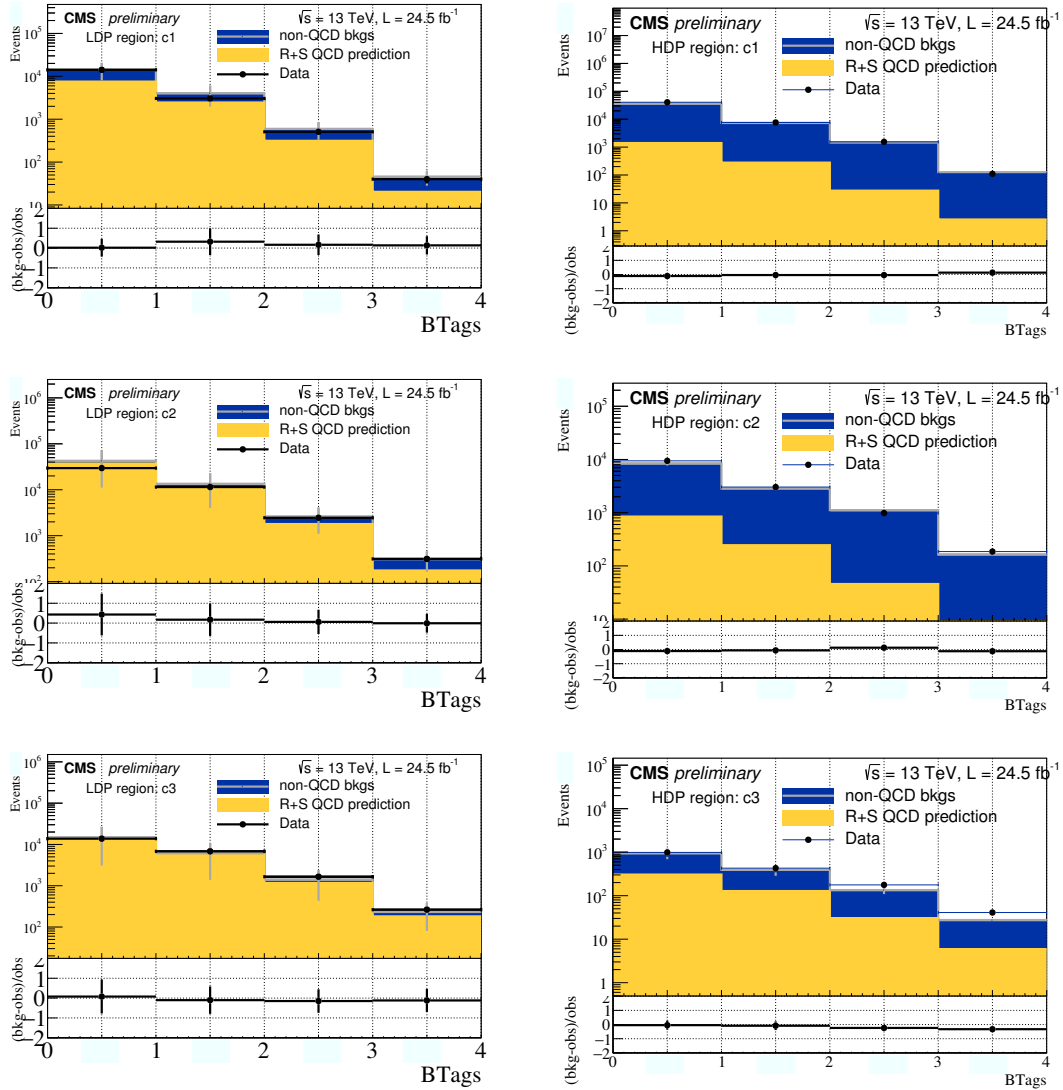 CMS preliminary
√s = 13 TeV, L = 24.5 fb-1
LDP region: c1
non-QCD bkgs
R+S QCD prediction
Data
Events
10^5
10^4
10^3
10^2
10
(bkg-obs)/obs
2
1
0
−1
−2
0 1 2 3 4
BTags
CMS preliminary
√s = 13 TeV, L = 24.5 fb-1
HDP region: c1
non-QCD bkgs
R+S QCD prediction
Data
Events
10^7
10^6
10^5
10^4
10^3
10^2
10
1
(bkg-obs)/obs
2
1
0
−1
−2
0 1 2 3 4
BTags
CMS preliminary
√s = 13 TeV, L = 24.5 fb-1
LDP region: c2
non-QCD bkgs
R+S QCD prediction
Data
Events
10^6
10^5
10^4
10^3
10^2
(bkg-obs)/obs
2
1
0
−1
−2
0 1 2 3 4
BTags
CMS preliminary
√s = 13 TeV, L = 24.5 fb-1
HDP region: c2
non-QCD bkgs
R+S QCD prediction
Data
Events
10^5
10^4
10^3
10^2
10
(bkg-obs)/obs
2
1
0
−1
−2
0 1 2 3 4
BTags
CMS preliminary
√s = 13 TeV, L = 24.5 fb-1
LDP region: c3
non-QCD bkgs
R+S QCD prediction
Data
Events
10^6
10^5
10^4
10^3
10^2
(bkg-obs)/obs
2
1
0
−1
−2
0 1 2 3 4
BTags
CMS preliminary
√s = 13 TeV, L = 24.5 fb-1
HDP region: c3
non-QCD bkgs
R+S QCD prediction
Data
Events
10^5
10^4
10^3
10^2
10
1
(bkg-obs)/obs
2
1
0
−1
−2
0 1 2 3 4
BTags